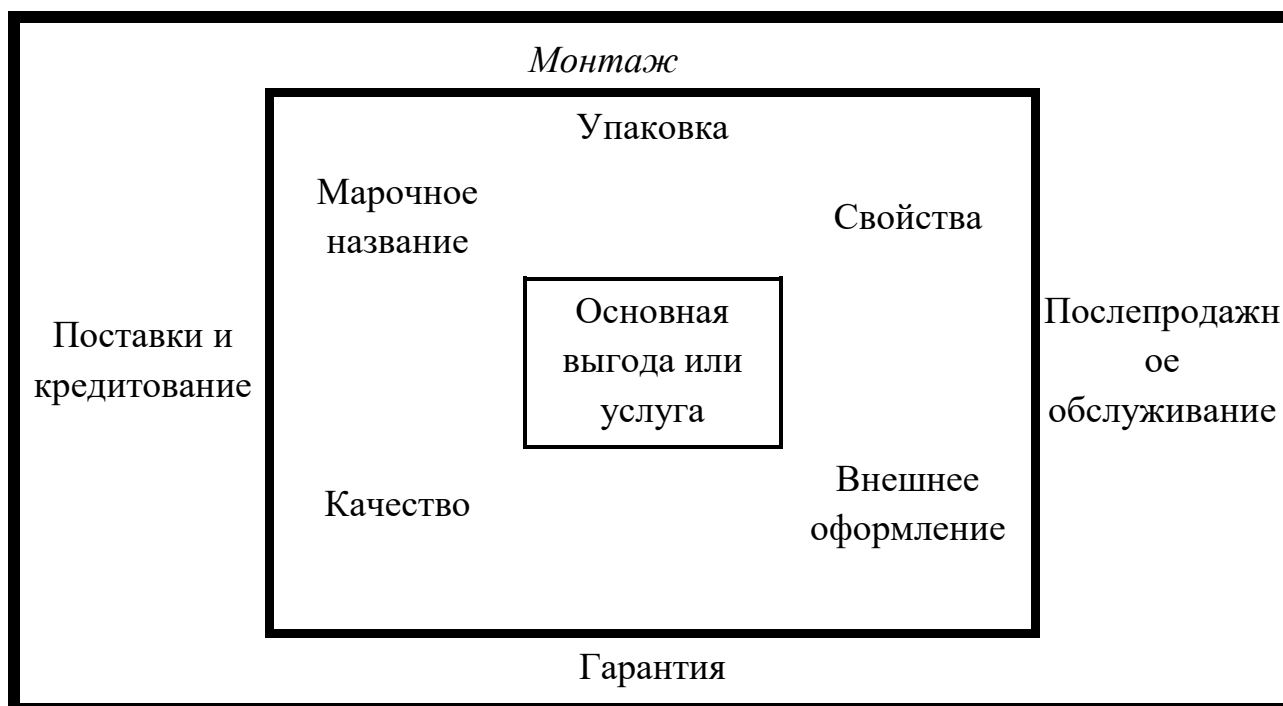 Монтаж
Упаковка
Марочное
название
Свойства
Поставки и
кредитование
Основная
выгода или
услуга
Послепродажн
ое
обслуживание
Качество
Внешнее
оформление
Гарантия